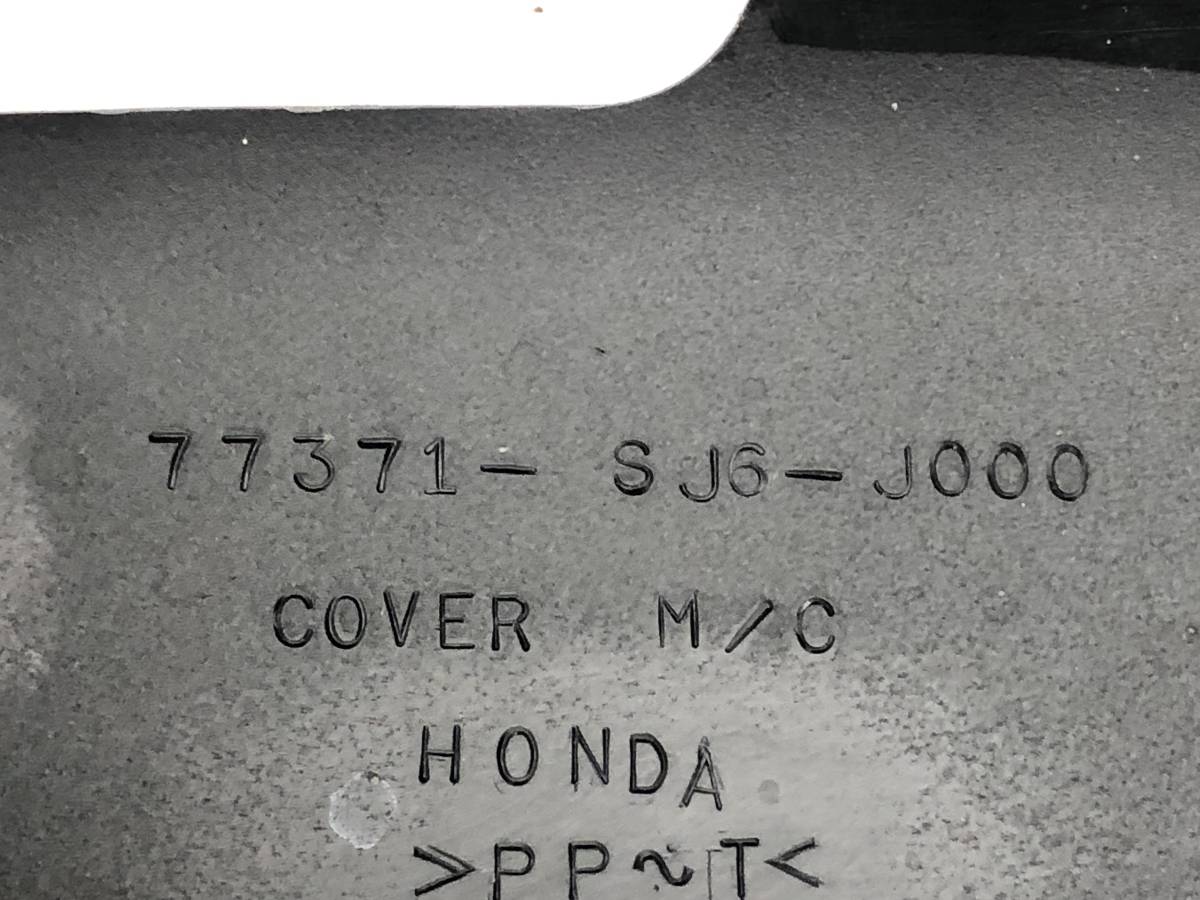 77371- SJ6-J000
COVER M/C
HONDA
>PP~T<